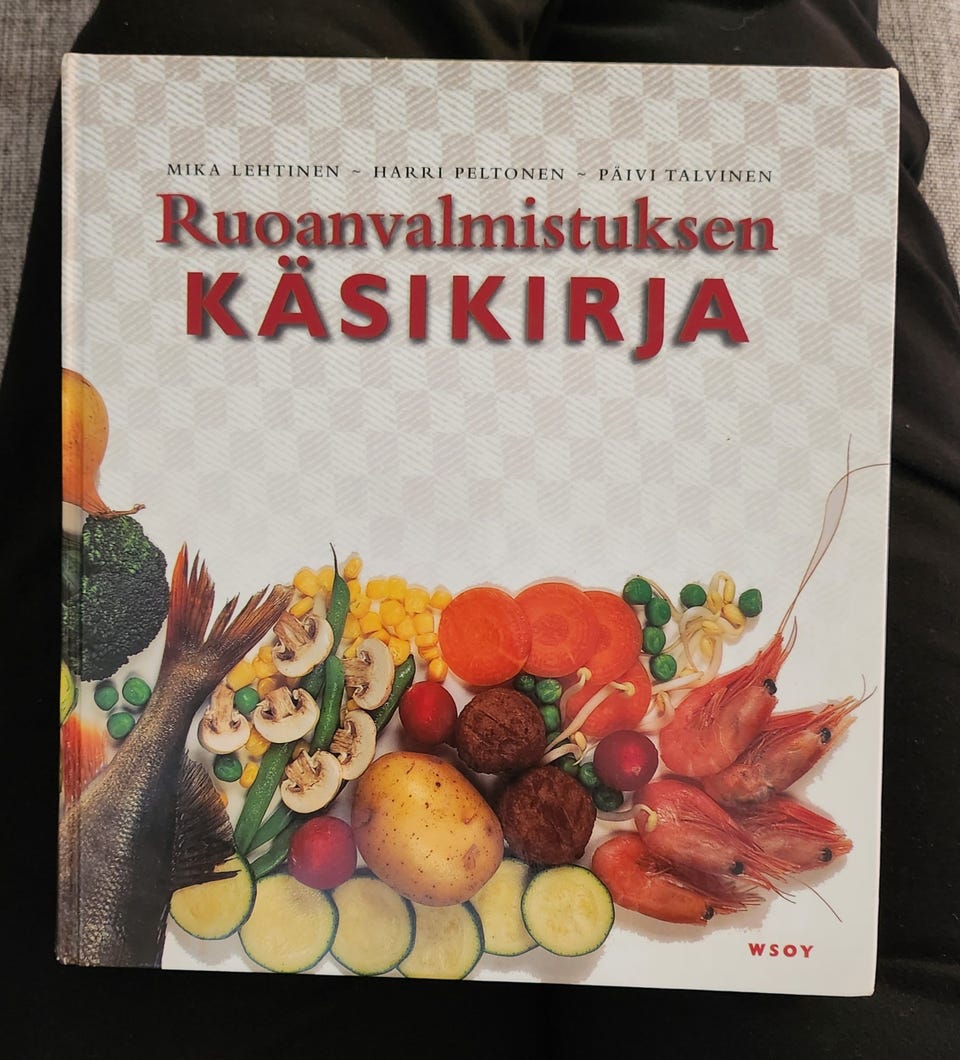 MIKA LEHTINEN ~ HARRI PELTONEN ~ PÄIVI TALVINEN
Ruoanvalmistuksen
KÄSIKIRJA
WSOY